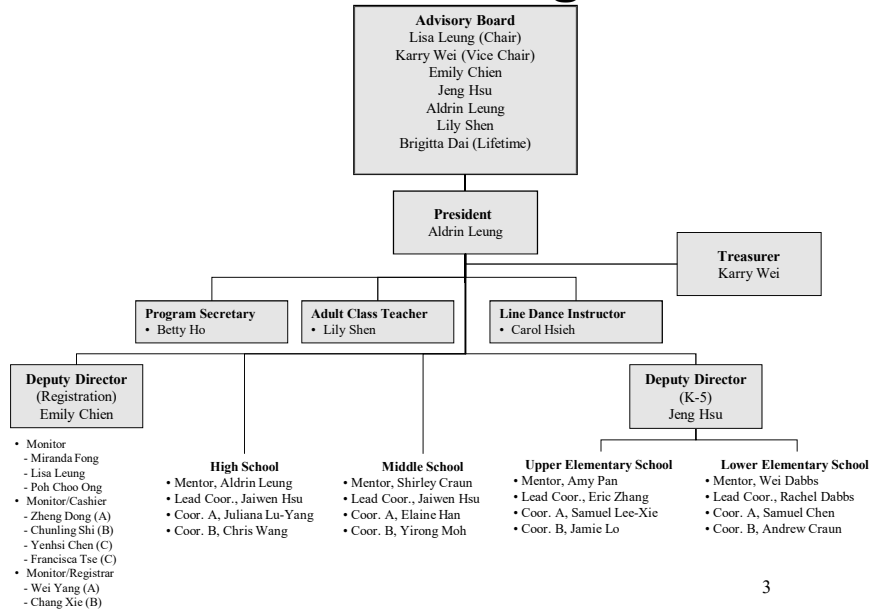 Advisory Board
Lisa Leung (Chair)
Karry Wei (Vice Chair)
Emily Chien
Jeng Hsu
Aldrin Leung
Lily Shen
Brigitta Dai (Lifetime)
President
Aldrin Leung
Treasurer
Karry Wei
Program Secretary
• Betty Ho
Adult Class Teacher
• Lily Shen
Line Dance Instructor
• Carol Hsieh
Deputy Director
(Registration)
Emily Chien
• Monitor
- Miranda Fong
- Lisa Leung
- Poh Choo Ong
• Monitor/Cashier
- Zheng Dong (A)
- Chunling Shi (B)
- Yenhsi Chen (C)
- Francisca Tse (C)
• Monitor/Registrar
- Wei Yang (A)
- Chang Xie (B)
High School
• Mentor, Aldrin Leung
• Lead Coor., Jaiwen Hsu
• Coor. A, Juliana Lu-Yang
• Coor. B, Chris Wang
Middle School
• Mentor, Shirley Craun
• Lead Coor., Jaiwen Hsu
• Coor. A, Elaine Han
• Coor. B, Yirong Moh
Deputy Director
(K-5)
Jeng Hsu
Upper Elementary School
• Mentor, Amy Pan
• Lead Coor., Eric Zhang
• Coor. A, Samuel Lee-Xie
• Coor. B, Jamie Lo
Lower Elementary School
• Mentor, Wei Dabbs
• Lead Coor., Rachel Dabbs
• Coor. A, Samuel Chen
• Coor. B, Andrew Craun
3